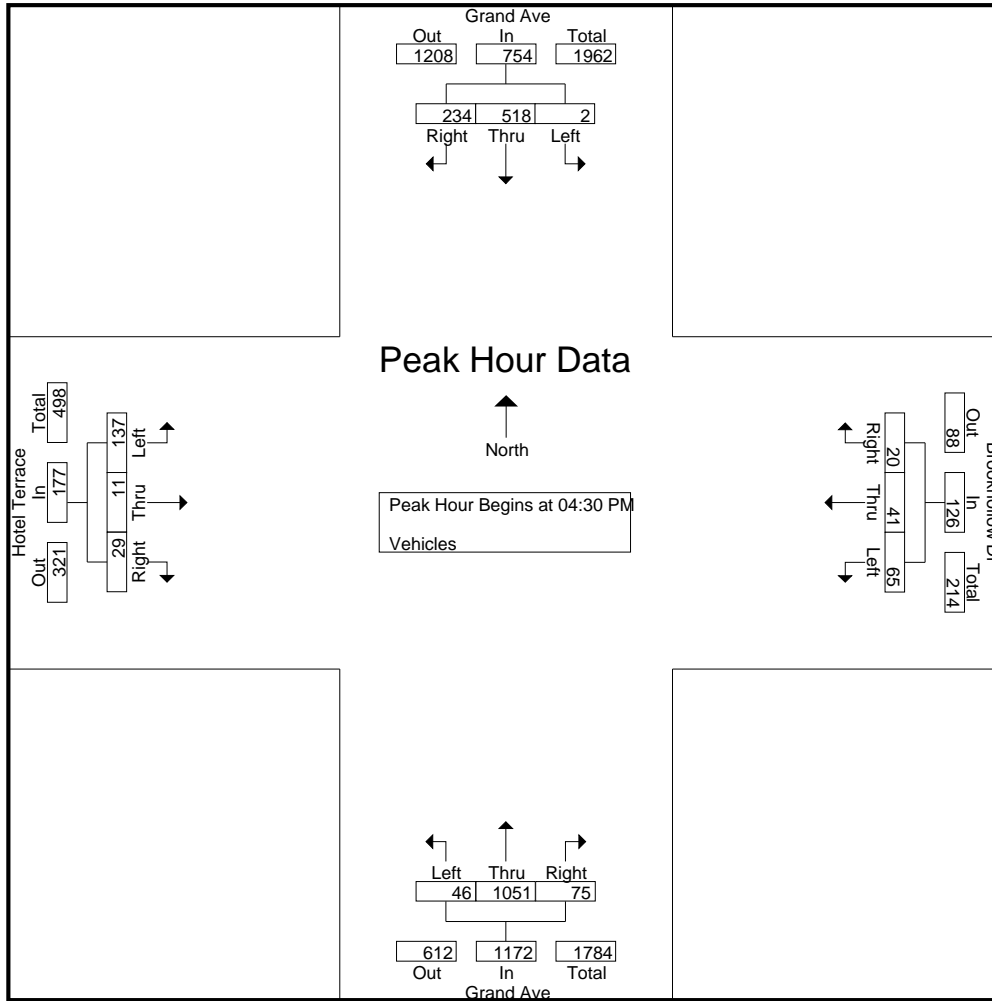 Grand Ave
Out In Total
1208 754 1962
234 518 2
Right Thru Left
Peak Hour Data
North
Peak Hour Begins at 04:30 PM
Vehicles
Hotel Terrace
Out In Total
321 177 498
29 11 137
Right Thru Left
Out In Total
88 126 214
20 41 65
Right Thru Left
Left Thru Right
46 1051 75
612 1172 1784
Out In Total
Grand Ave